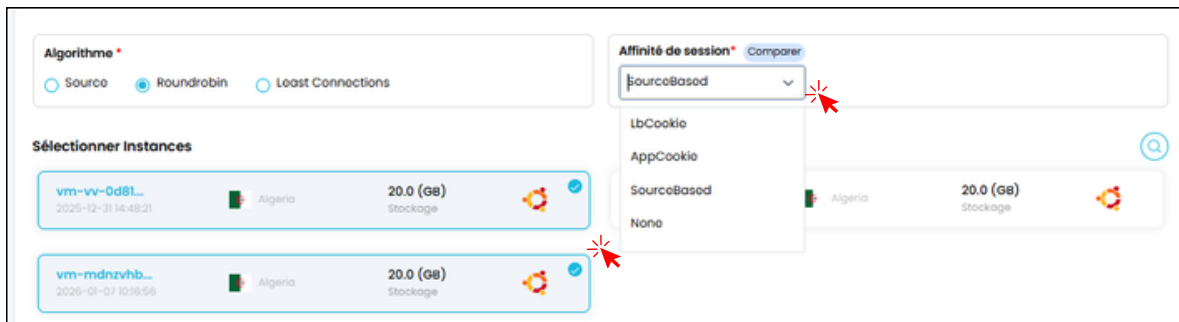 Algorithme *
Source Roundrobin Least Connections
Affinité de session* Comparer
SourceBased
LbCookie
AppCookie
SourceBased
None
Sélectionner Instances
vm-vv-0d81... Algeria 20.0 (GB)
2025-12-31 14:48:21 Stockage
Algeria 20.0 (GB)
Stockage
vm-mdnzvhb... Algeria 20.0 (GB)
2026-01-07 10:16:56 Stockage